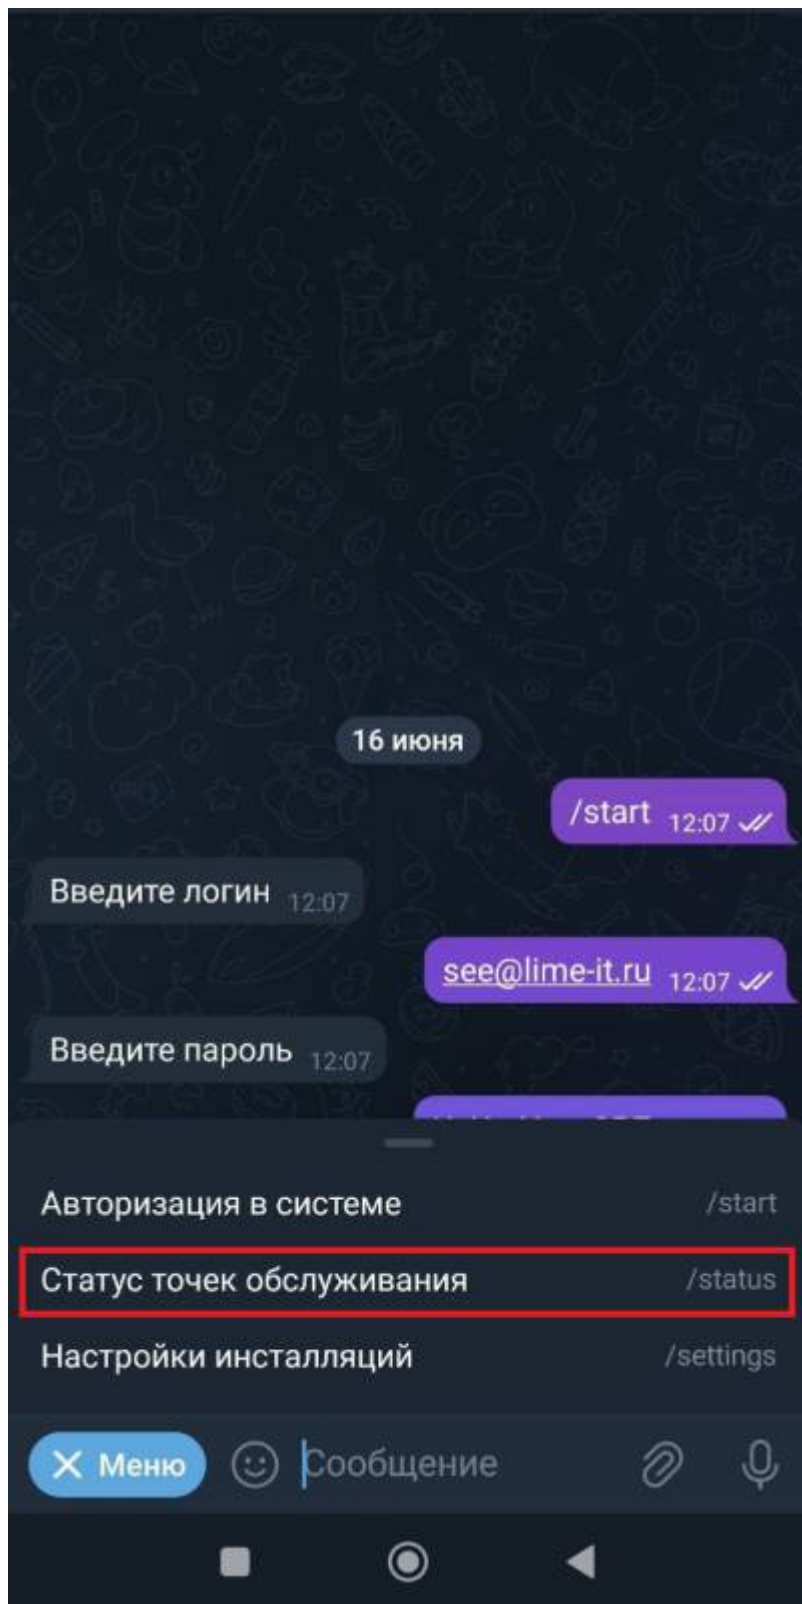 16 июня
/start 12:07
Введите логин 12:07
see@lime-it.ru 12:07
Введите пароль 12:07
Авторизация в системе /start
Статус точек обслуживания /status
Настройки инсталляций /settings
Меню Сообщение